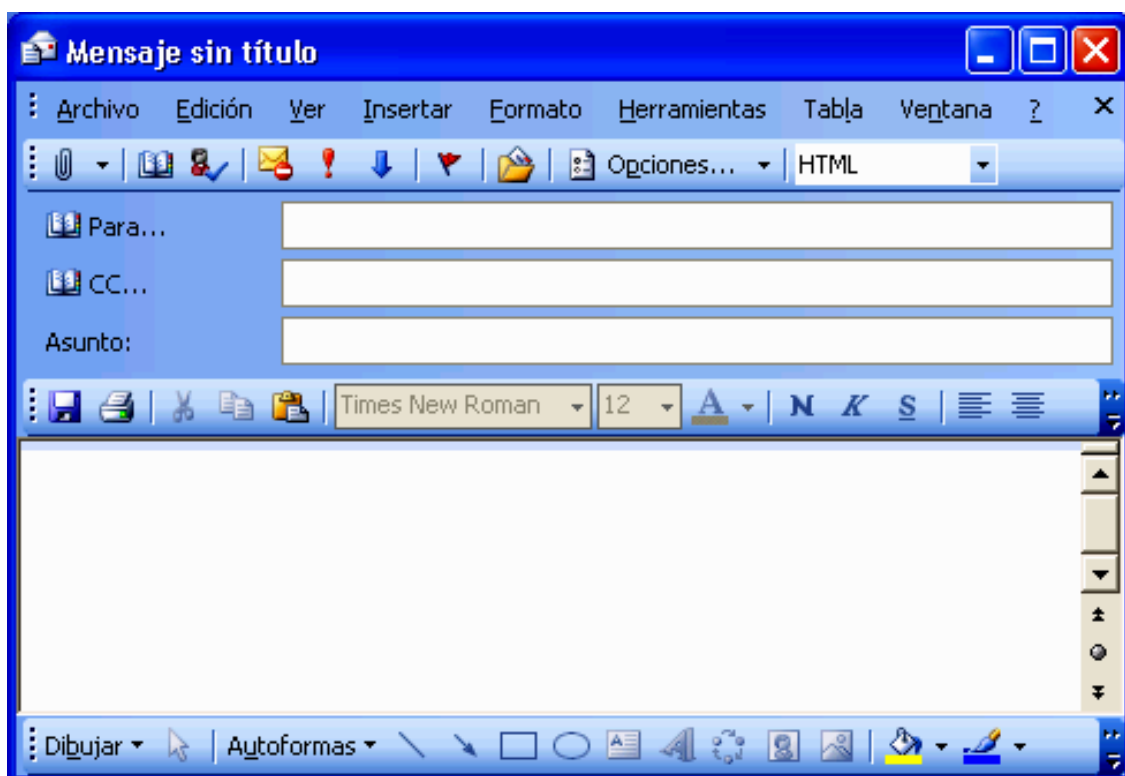 Mensaje sin título
Archivo Edición Ver Insertar Formato Herramientas Tabla Ventana ?
Opciones... HTML
Para...
CC...
Asunto:
Times New Roman 12 A N K S
Dibujar Autoformas